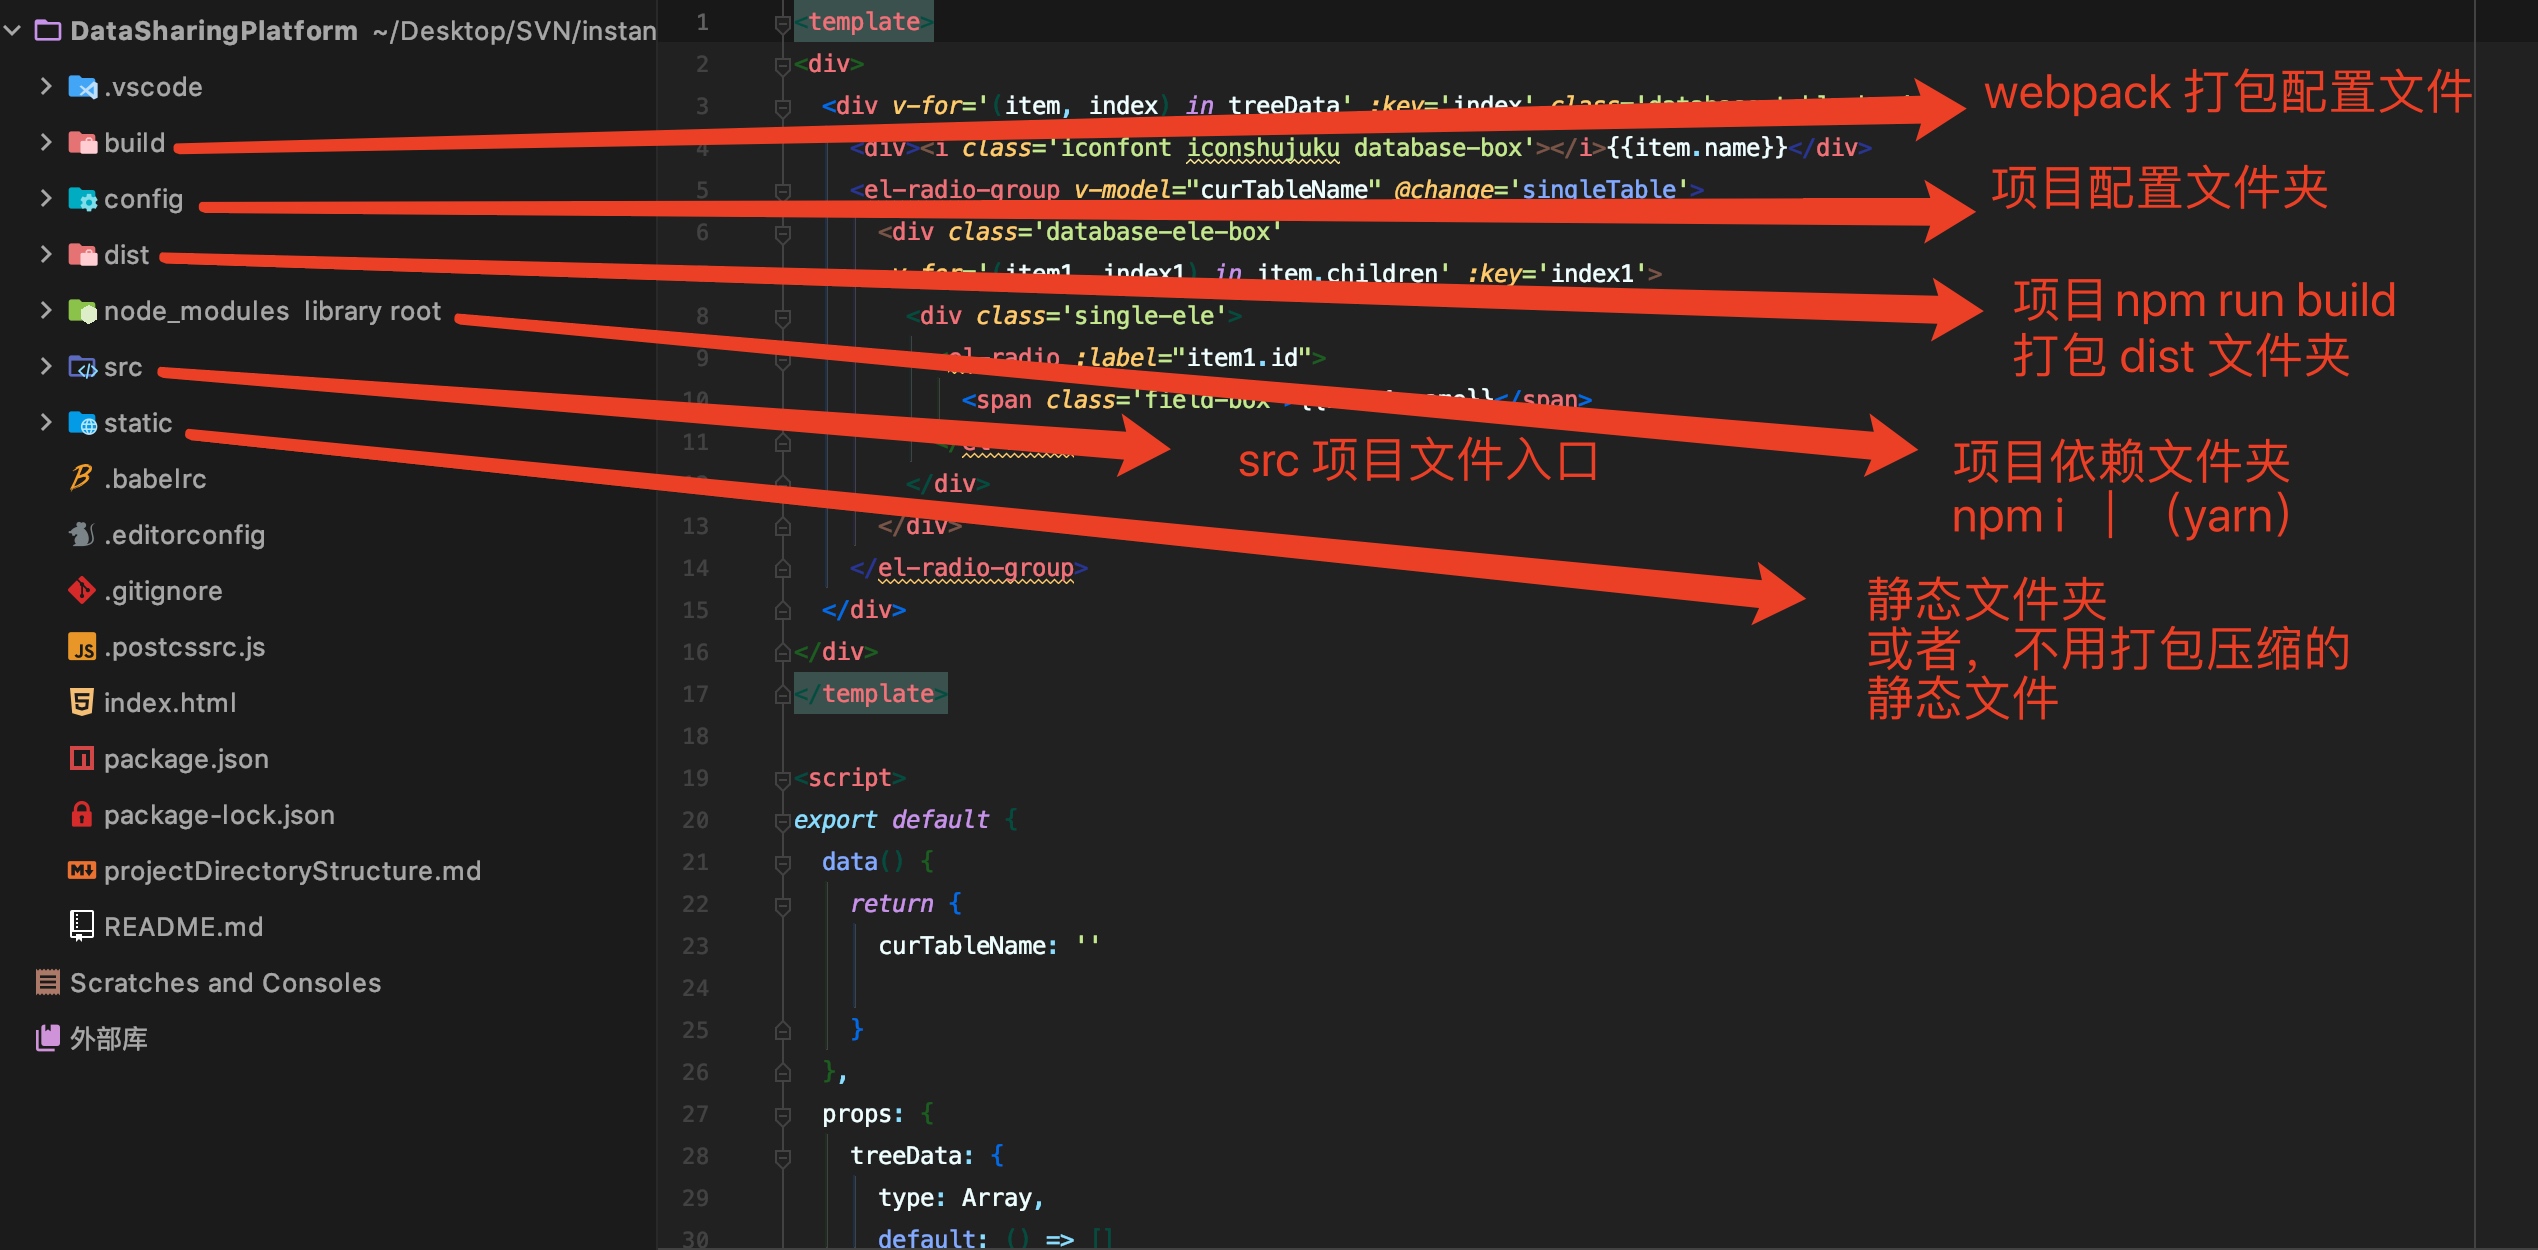 DataSharingPlatform ~/Desktop/SVN/instan
.vscode
build
config
dist
node_modules library root
src
static
.babelrc
.editorconfig
.gitignore
.postcssrc.js
index.html
package.json
package-lock.json
projectDirectoryStructure.md
README.md
Scratches and Consoles
外部库
1 <template>
2 <div>
3 <div v-for='(item, index) in treeData' :key='index'
4 <div><i class='iconfont iconshujuku database-box'></i>{{item.name}}</div>
5 <el-radio-group v-model="curTableName" @change='singleTable'>
6 <div class='database-ele-box'
v-for='(item1, index1) in item.children' :key='index1'>
8 <div class='single-ele'>
9 <el-radio :label="item1.id">
10 <span class='field-box'>{{ }}</span>
11
</div>
13 </div>
14 </el-radio-group>
15 </div>
16 </div>
17 </template>
18
19 <script>
20 export default {
21 data() {
22 return {
23 curTableName: ''
24
25 }
26 },
27 props: {
28 treeData: {
29 type: Array,
30 default: () => []
webpack 打包配置文件
项目配置文件夹
项目 npm run build
打包 dist 文件夹
src 项目文件入口
项目依赖文件夹
npm i ｜（yarn）
静态文件夹
或者，不用打包压缩的
静态文件